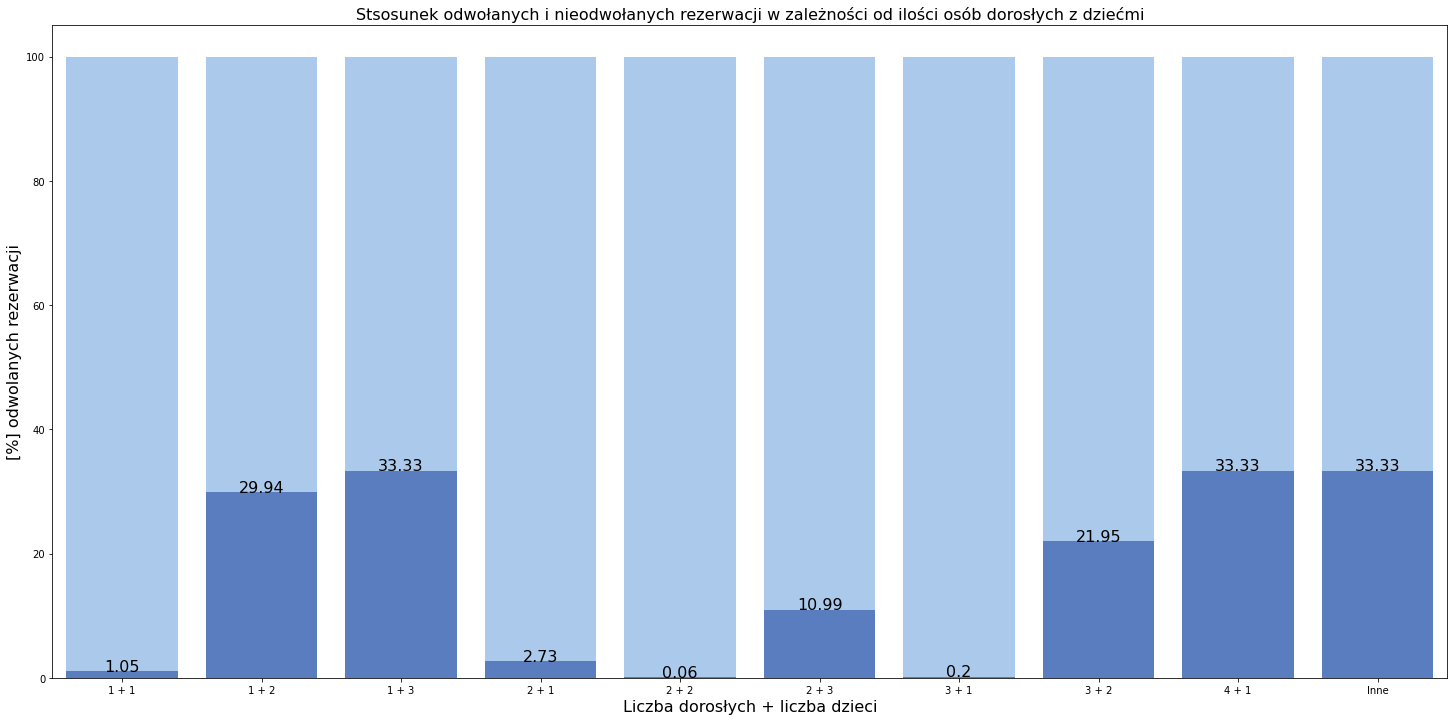 Stsosunek odwołanych i nieodwołanych rezerwacji w zależności od ilości osób dorosłych z dziećmi
[%] odwolanych rezerwacji
100
80
60
40
20
0
1.05
29.94
33.33
2.73
0.06
10.99
0.2
21.95
33.33
33.33
1 + 1
1 + 2
1 + 3
2 + 1
2 + 2
2 + 3
3 + 1
3 + 2
4 + 1
Inne
Liczba dorosłych + liczba dzieci